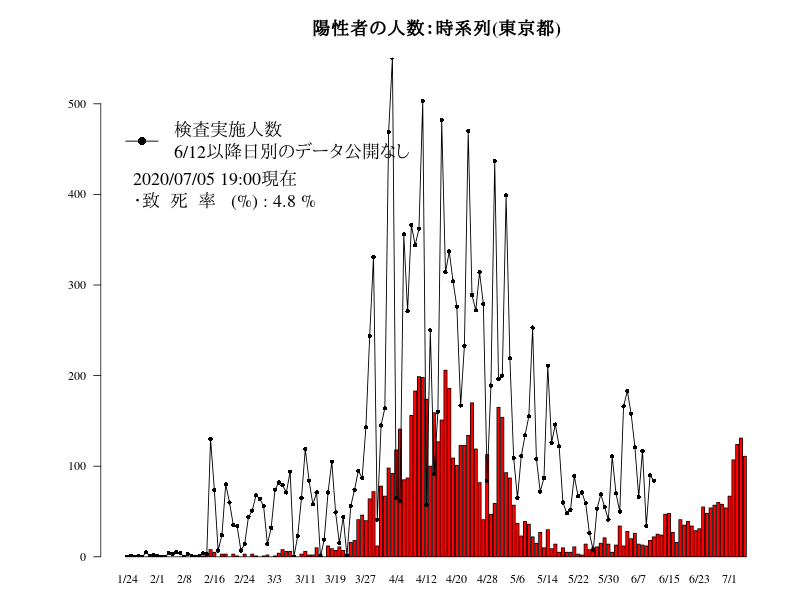 陽性者の人数:時系列(東京都)
500
400
300
200
100
0
検査実施人数
6/12以降日別のデータ公開なし
2020/07/05 19:00現在
・致 死 率 (%) : 4.8 %
1/24 2/1 2/8 2/16 2/24 3/3 3/11 3/19 3/27 4/4 4/12 4/20 4/28 5/6 5/14 5/22 5/30 6/7 6/15 6/23 7/1